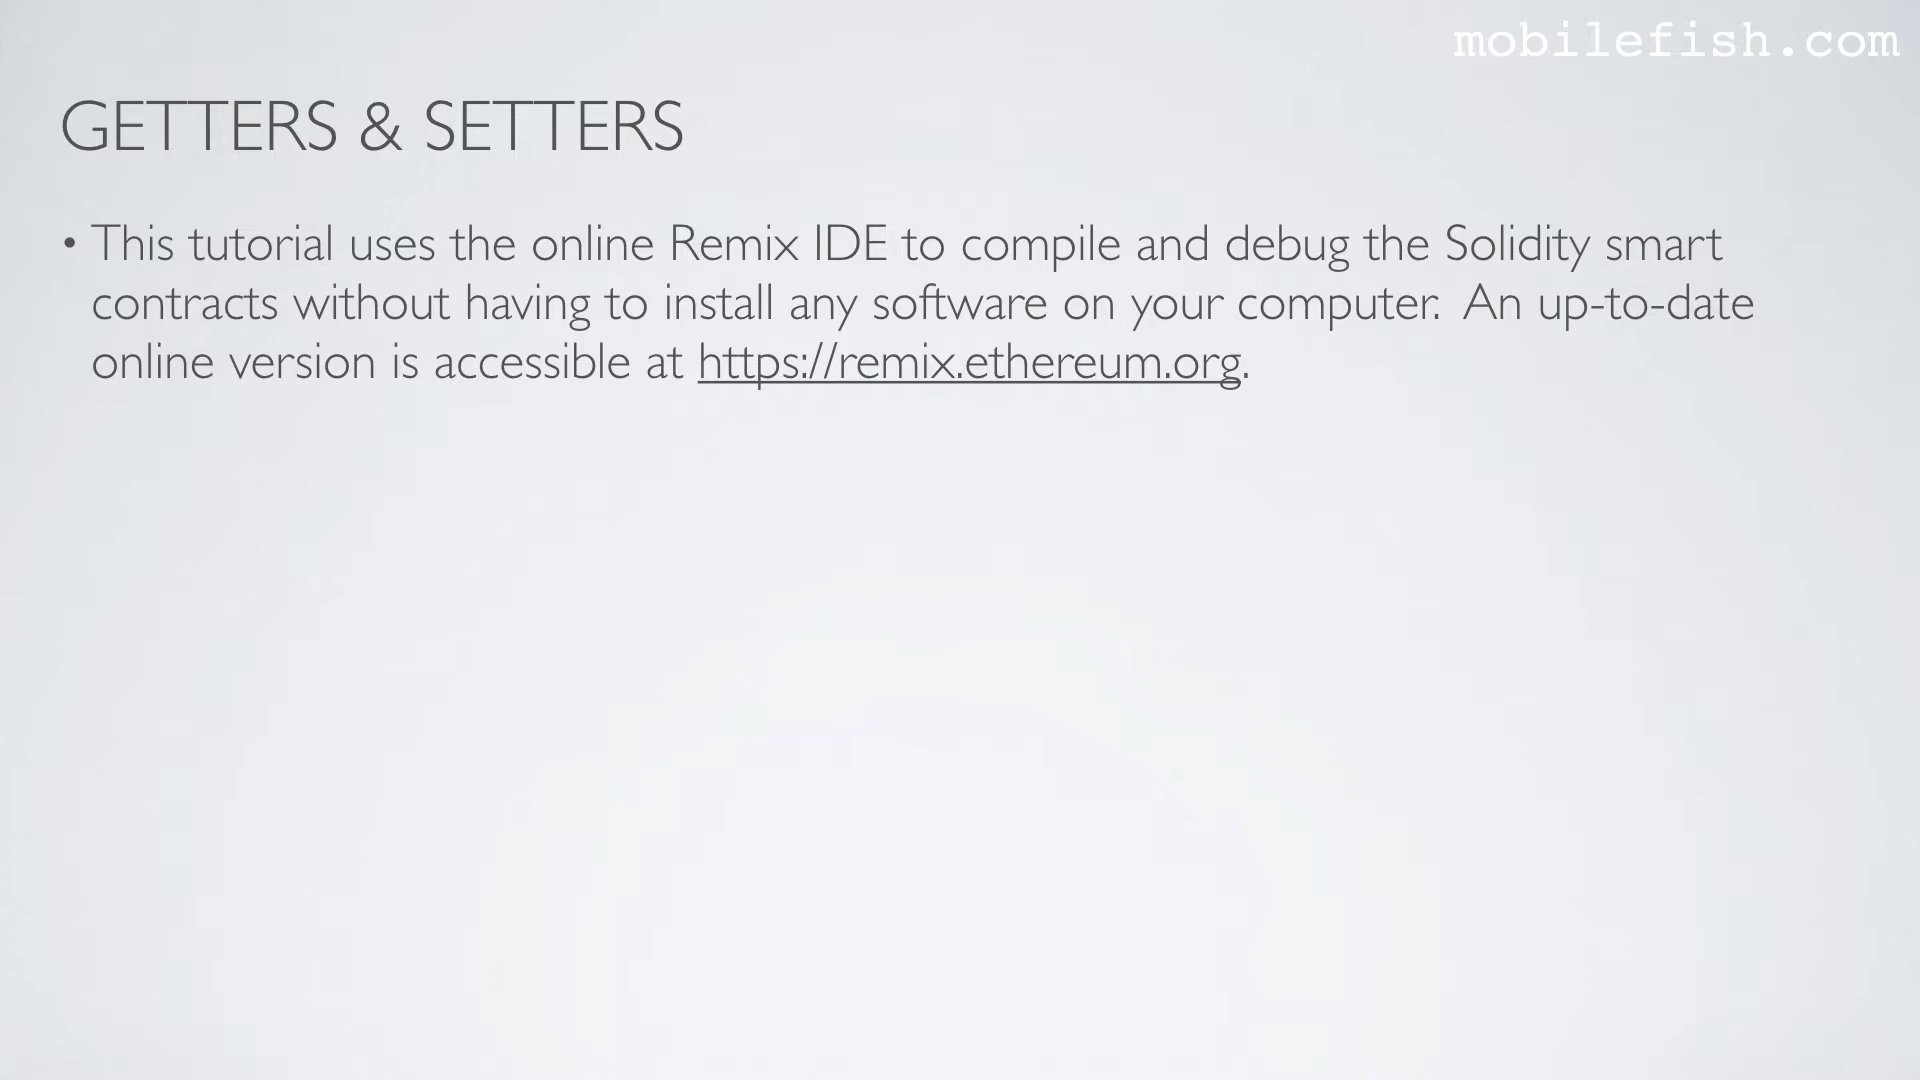 mobilefish.com
GETTERS & SETTERS
• This tutorial uses the online Remix IDE to compile and debug the Solidity smart
contracts without having to install any software on your computer. An up-to-date
online version is accessible at https://remix.ethereum.org.